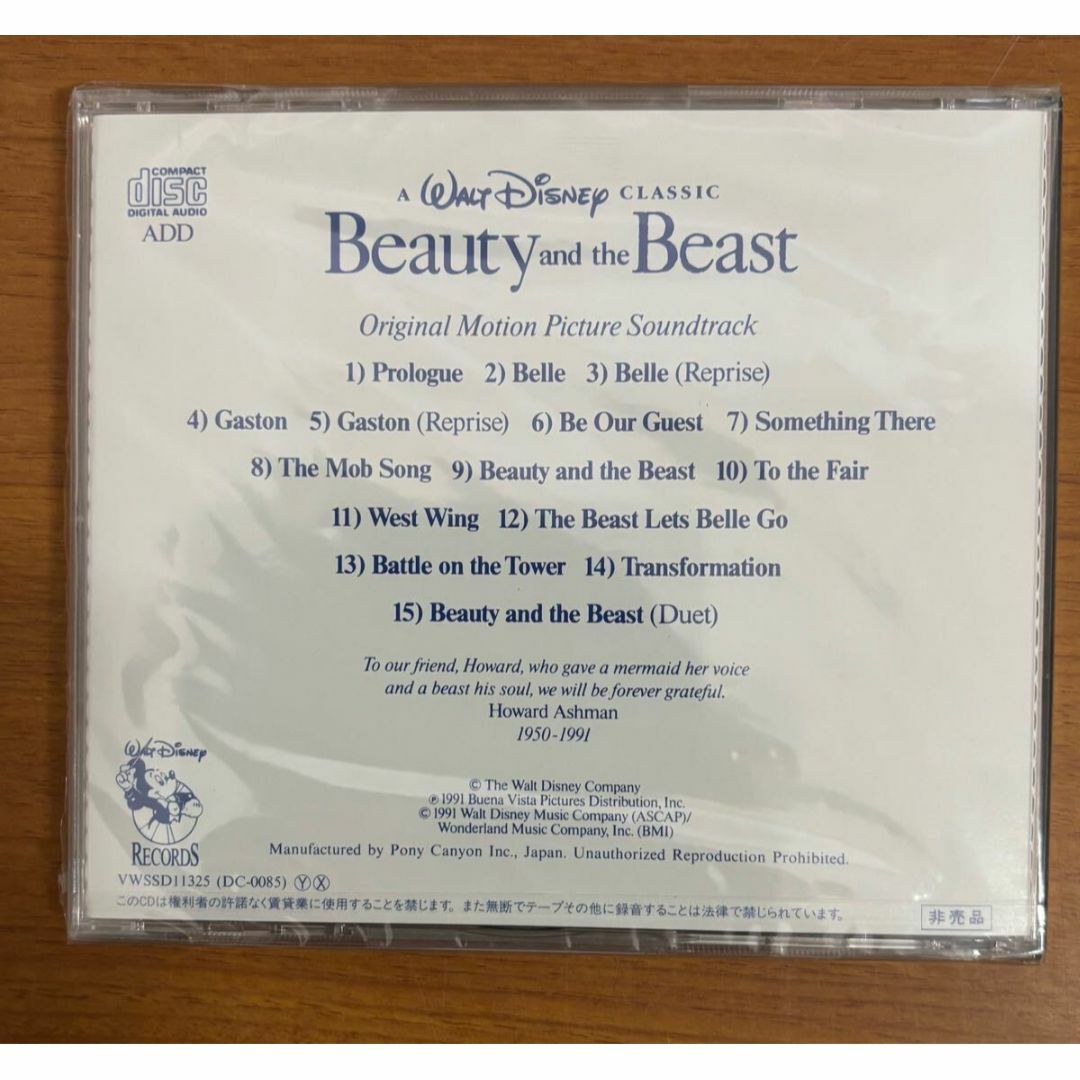 COMPACT
disc
DIGITAL AUDIO
ADD
A WALT DISNEY CLASSIC
Beauty and the Beast
Original Motion Picture Soundtrack
1) Prologue 2) Belle 3) Belle (Reprise)
4) Gaston 5) Gaston (Reprise) 6) Be Our Guest 7) Something There
8) The Mob Song 9) Beauty and the Beast 10) To the Fair
11) West Wing 12) The Beast Lets Belle Go
13) Battle on the Tower 14) Transformation
15) Beauty and the Beast (Duet)
To our friend, Howard, who gave a mermaid her voice
and a beast his soul, we will be forever grateful.
Howard Ashman
1950-1991
WALT DISNEY
RECORDS
© The Walt Disney Company
℗ 1991 Buena Vista Pictures Distribution, Inc.
© 1991 Walt Disney Music Company (ASCAP)/
Wonderland Music Company, Inc. (BMI)
Manufactured by Pony Canyon Inc., Japan. Unauthorized Reproduction Prohibited.
VWSSD11325 (DC-0085) Ⓨ Ⓧ
このCDは権利者の許諾なく賃貸業に使用することを禁じます。また無断でテープその他に録音することは法律で禁じられています。
非売品